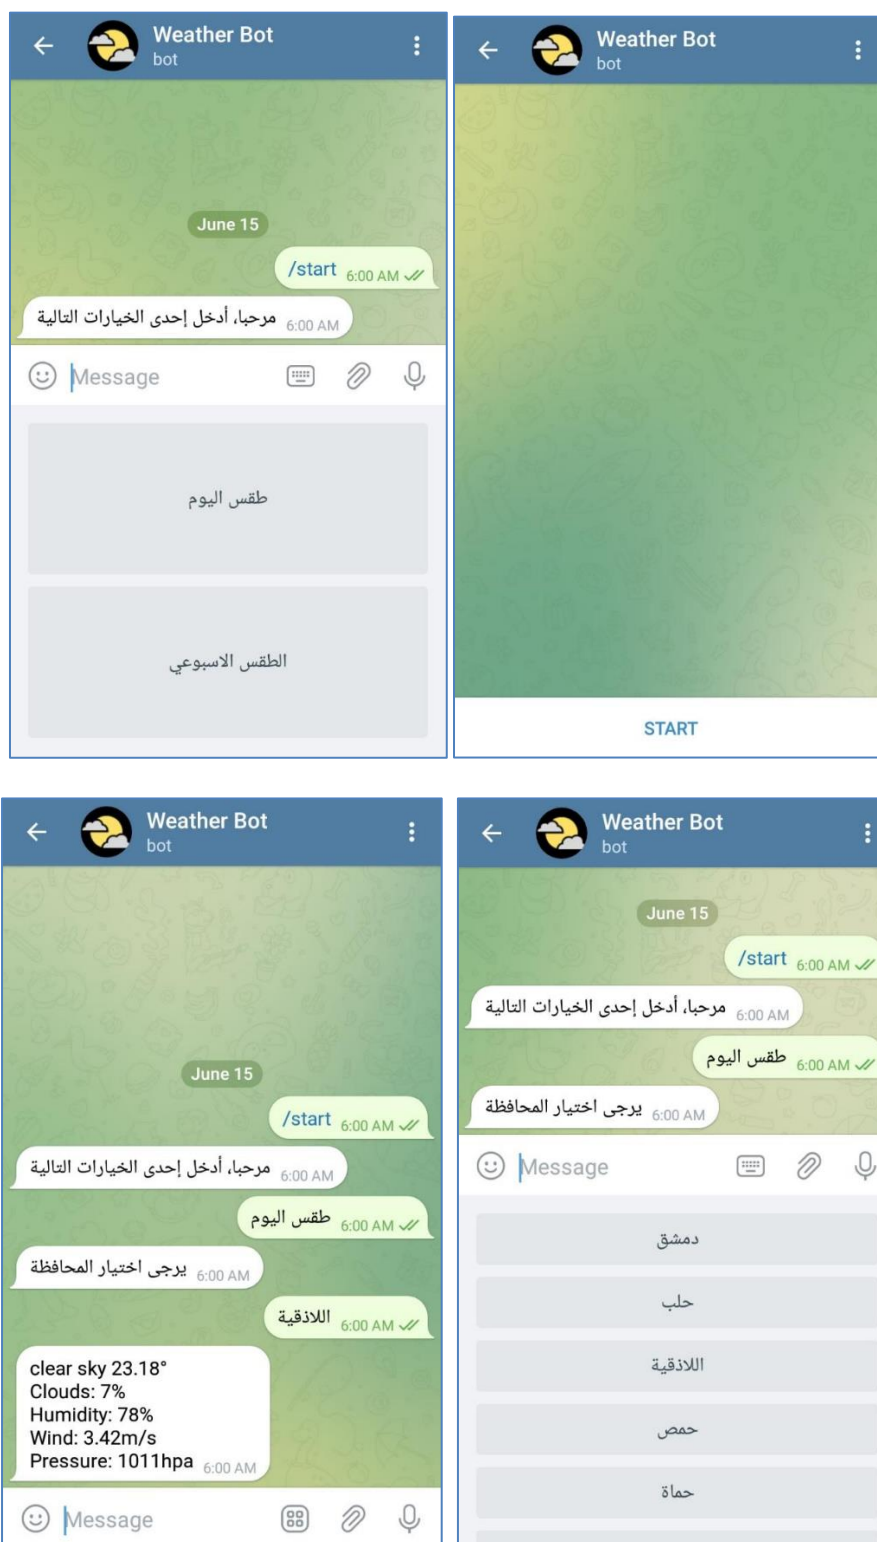 Weather Bot
bot
June 15
/start 6:00 AM
مرحبا، أدخل إحدى الخيارات التالية 6:00 AM
Message
طقس اليوم
الطقس الاسبوعي
Weather Bot
bot
START
Weather Bot
bot
June 15
/start 6:00 AM
مرحبا، أدخل إحدى الخيارات التالية 6:00 AM
طقس اليوم 6:00 AM
يرجى اختيار المحافظة 6:00 AM
اللاذقية 6:00 AM
clear sky 23.18°
Clouds: 7%
Humidity: 78%
Wind: 3.42m/s
Pressure: 1011hpa 6:00 AM
Message
Weather Bot
bot
June 15
/start 6:00 AM
مرحبا، أدخل إحدى الخيارات التالية 6:00 AM
طقس اليوم 6:00 AM
يرجى اختيار المحافظة 6:00 AM
Message
دمشق
حلب
اللاذقية
حمص
حماة